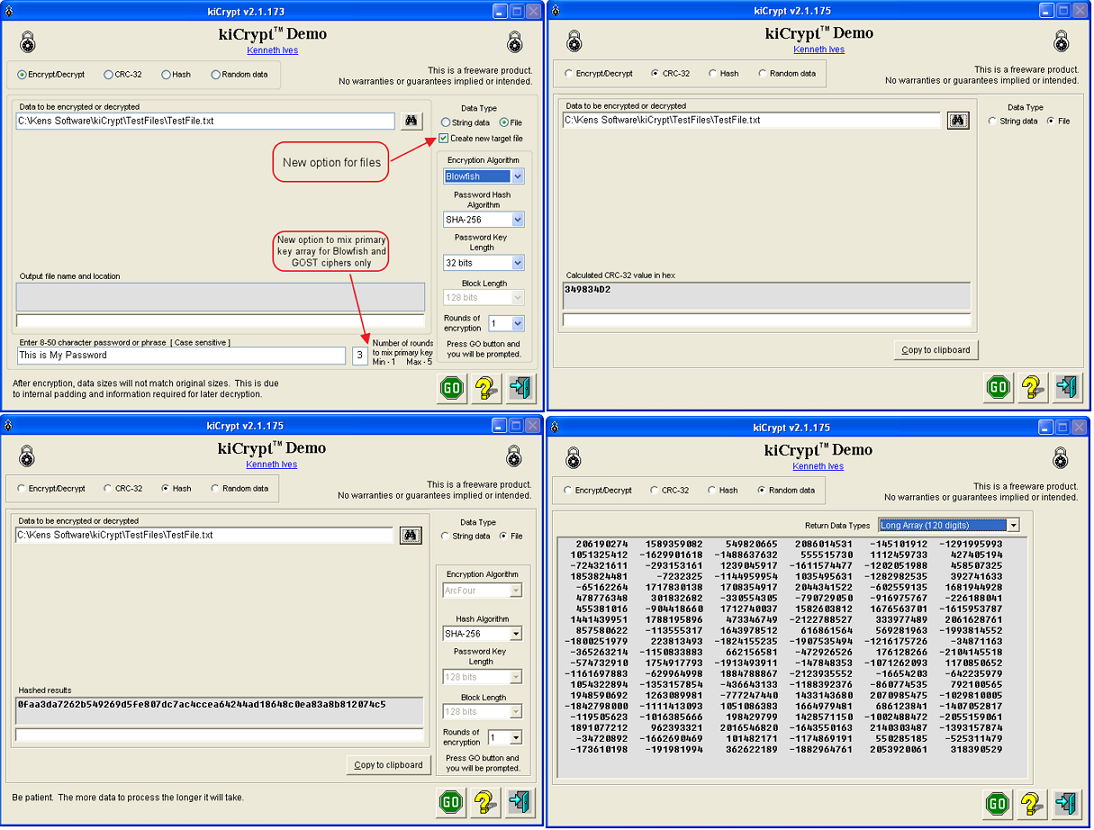 kiCrypt v2.1.173
kiCrypt™ Demo
Kenneth Ives
Encrypt/Decrypt CRC-32 Hash Random data
This is a freeware product.
No warranties or guarantees implied or intended.
Data to be encrypted or decrypted
C:\Kens Software\kiCrypt\TestFiles\TestFile.txt
Data Type
String data File
Create new target file
New option for files
Encryption Algorithm
Blowfish
Password Hash
Algorithm
SHA-256
New option to mix primary
key array for Blowfish and
GOST ciphers only
Password Key
Length
32 bits
Output file name and location
Block Length
128 bits
Rounds of
encryption 1
Enter 8-50 character password or phrase [ Case sensitive ]
This is My Password
3
Number of rounds
to mix primary key
Min - 1 Max - 5
Press GO button and
you will be prompted.
After encryption, data sizes will not match original sizes. This is due
to internal padding and information required for later decryption.
GO
kiCrypt v2.1.175
kiCrypt™ Demo
Kenneth Ives
Encrypt/Decrypt CRC-32 Hash Random data
This is a freeware product.
No warranties or guarantees implied or intended.
Data to be encrypted or decrypted
C:\Kens Software\kiCrypt\TestFiles\TestFile.txt
Data Type
String data File
Calculated CRC-32 value in hex
349834D2
Copy to clipboard
GO
kiCrypt v2.1.175
kiCrypt™ Demo
Kenneth Ives
Encrypt/Decrypt CRC-32 Hash Random data
This is a freeware product.
No warranties or guarantees implied or intended.
Data to be encrypted or decrypted
C:\Kens Software\kiCrypt\TestFiles\TestFile.txt
Data Type
String data File
Encryption Algorithm
ArcFour
Hash Algorithm
SHA-256
Password Key
Length
128 bits
Hashed results
0faa3da7262b549269d5fe807dc7ac4ccea64244ad18648c0ea83a8b812074c5
Block Length
128 bits
Rounds of
encryption 1
Press GO button and
you will be prompted.
Copy to clipboard
Be patient. The more data to process the longer it will take.
GO
kiCrypt v2.1.175
kiCrypt™ Demo
Kenneth Ives
Encrypt/Decrypt CRC-32 Hash Random data
This is a freeware product.
No warranties or guarantees implied or intended.
Return Data Types Long Array (120 digits)
206190274 1589359082 549820665 2086014531 -145101912 -1291995993
1051325412 -1629901618 -1488637632 555515730 1112459733 427405194
-724321611 -293153161 1239045917 -1611574477 -1202051988 458507325
1853824481 -7232325 -1144959954 1035495631 -1282982535 392741633
-65162264 1717830138 1708354917 2044341522 -602559135 1681944928
478776348 301832682 -330554305 -790729050 -916975767 -226188041
455381016 -904418660 1712740037 1582603812 1676563701 -1615953787
1441439951 1788195896 473346749 -2122788527 333977489 2061628761
857580622 -113555317 1643978512 616861564 569281963 -1993814552
-1800251979 223813493 -1824155235 -1907535494 -1216175726 -34871163
-365263214 -1150833883 662156581 -472926526 176128266 -2104145518
-574732910 1754917793 -1913493911 -147848353 -1071262093 1170850652
-1161697883 -629964998 1884788867 -2123935552 -16654203 -642235979
1054322894 -1353157854 -436643133 -1188392376 -860774535 792100565
1948590692 1263089981 -777247440 1433143680 2070985475 -1029810005
-1842798000 -1111413093 1051086383 1664979481 686123841 -1407052817
-119505623 -1016385666 198429799 1428571150 -1002488472 -2055159061
1891077212 962393321 2016546820 -1643550163 2140303487 -1393157874
-34720892 -1662690469 101482171 -1174869191 550285185 -525311479
-173610198 -191981994 362622189 -1882964761 2053920061 318390529
GO